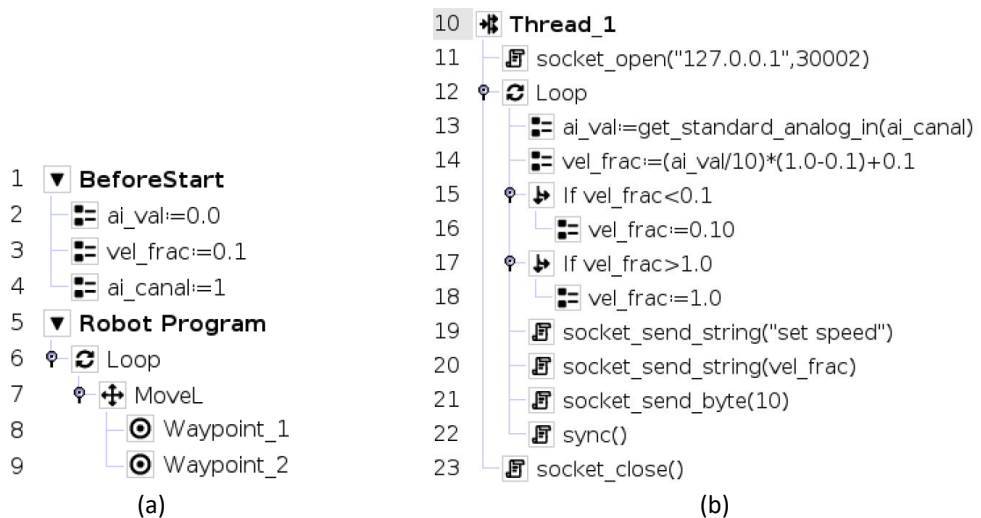 1 BeforeStart
2 ai_val:=0.0
3 vel_frac:=0.1
4 ai_canal:=1
5 Robot Program
6 Loop
7 MoveL
8 Waypoint_1
9 Waypoint_2
(a)
10 Thread_1
11 socket_open("127.0.0.1",30002)
12 Loop
13 ai_val:=get_standard_analog_in(ai_canal)
14 vel_frac:=(ai_val/10)*(1.0-0.1)+0.1
15 If vel_frac<0.1
16 vel_frac:=0.10
17 If vel_frac>1.0
18 vel_frac:=1.0
19 socket_send_string("set speed")
20 socket_send_string(vel_frac)
21 socket_send_byte(10)
22 sync()
23 socket_close()
(b)